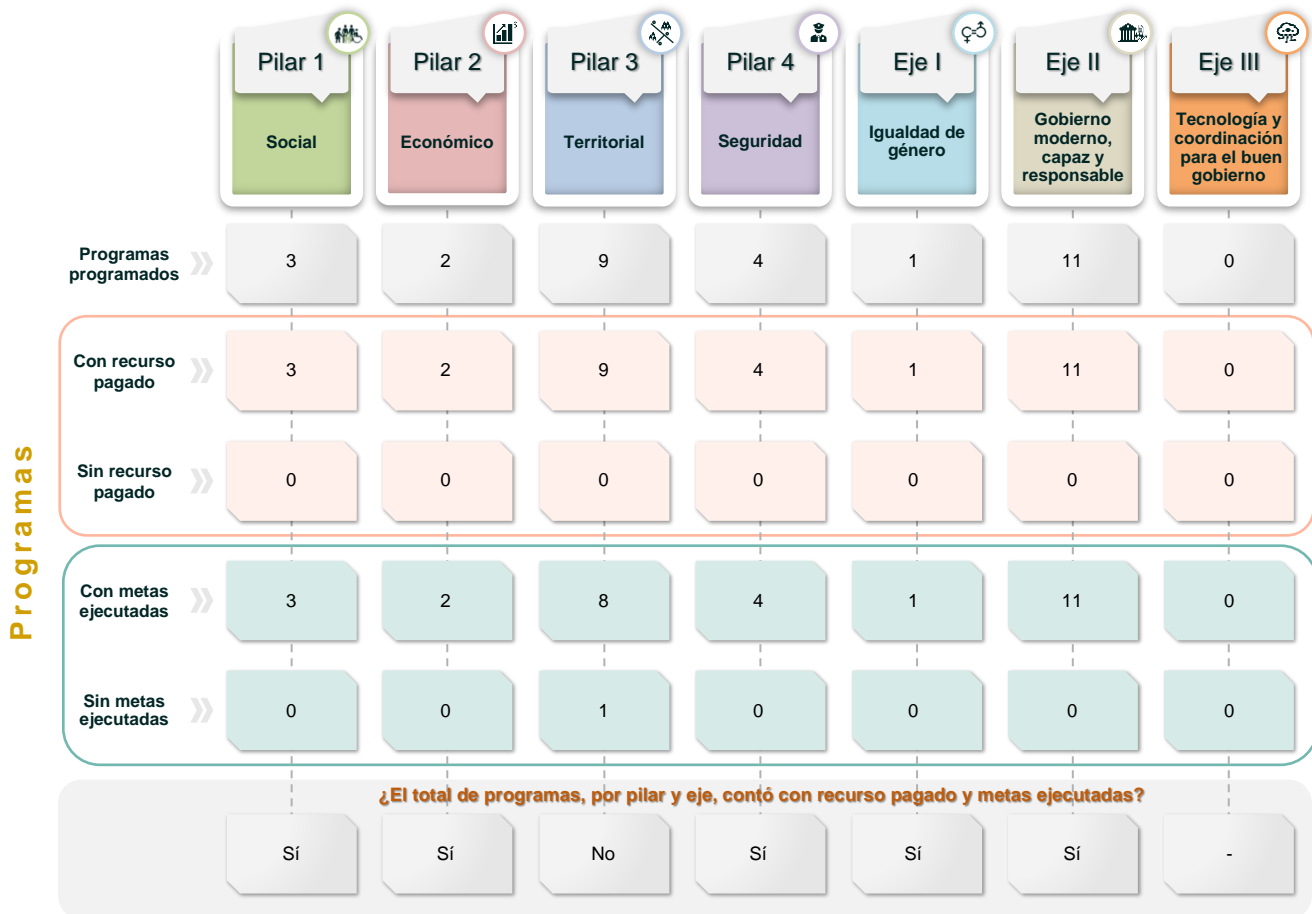 Pilar 1
Pilar 2
Pilar 3
Pilar 4
Eje I
Eje II
Eje III
Social
Económico
Territorial
Seguridad
Igualdad de
género
Gobierno
moderno,
capaz y
responsable
Tecnología y
coordinación
para el buen
gobierno
Programas
Programas
programados
3
2
9
4
1
11
0
Con recurso
pagado
3
2
9
4
1
11
0
Sin recurso
pagado
0
0
0
0
0
0
0
Con metas
ejecutadas
3
2
8
4
1
11
0
Sin metas
ejecutadas
0
0
1
0
0
0
0
¿El total de programas, por pilar y eje, contó con recurso pagado y metas ejecutadas?
Sí
Sí
No
Sí
Sí
Sí
-